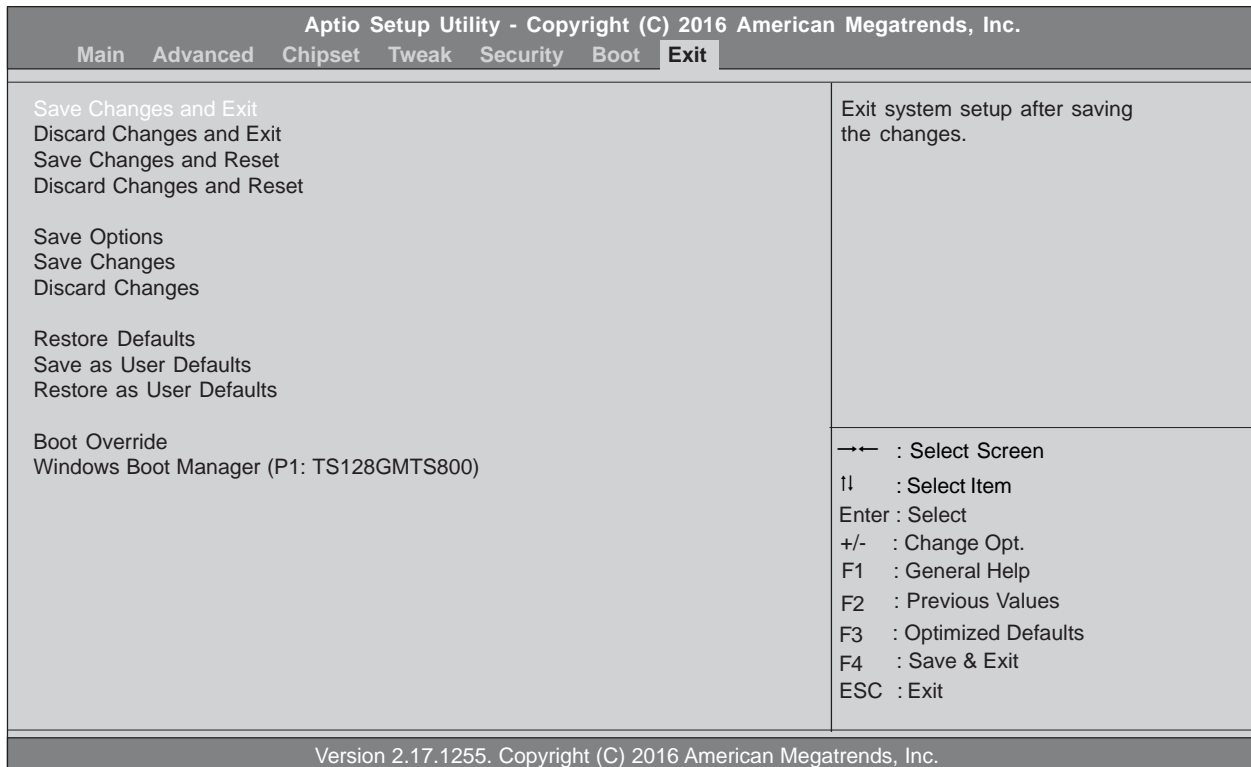 Aptio Setup Utility - Copyright (C) 2016 American Megatrends, Inc.
Main Advanced Chipset Tweak Security Boot Exit
Save Changes and Exit
Discard Changes and Exit
Save Changes and Reset
Discard Changes and Reset
Save Options
Save Changes
Discard Changes
Restore Defaults
Save as User Defaults
Restore as User Defaults
Boot Override
Windows Boot Manager (P1: TS128GMTS800)
Exit system setup after saving
the changes.
→← : Select Screen
↑↓ : Select Item
Enter : Select
+/- : Change Opt.
F1 : General Help
F2 : Previous Values
F3 : Optimized Defaults
F4 : Save & Exit
ESC : Exit
Version 2.17.1255. Copyright (C) 2016 American Megatrends, Inc.